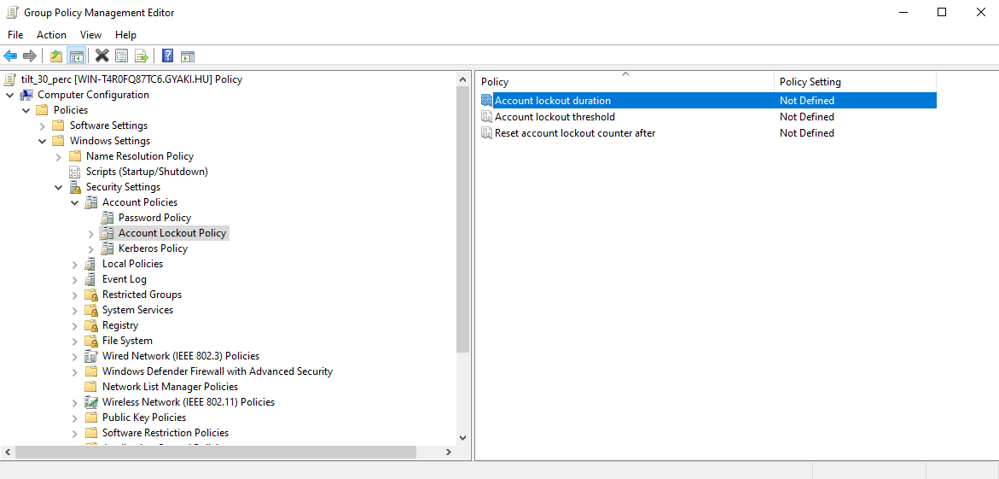 Group Policy Management Editor
File Action View Help
tilt_30_perc [WIN-T4R0FQ87TC6.GYAKI.HU] Policy
Computer Configuration
Policies
Software Settings
Windows Settings
Name Resolution Policy
Scripts (Startup/Shutdown)
Security Settings
Account Policies
Password Policy
Account Lockout Policy
Kerberos Policy
Local Policies
Event Log
Restricted Groups
System Services
Registry
File System
Wired Network (IEEE 802.3) Policies
Windows Defender Firewall with Advanced Security
Network List Manager Policies
Wireless Network (IEEE 802.11) Policies
Public Key Policies
Software Restriction Policies
Policy Policy Setting
Account lockout duration Not Defined
Account lockout threshold Not Defined
Reset account lockout counter after Not Defined